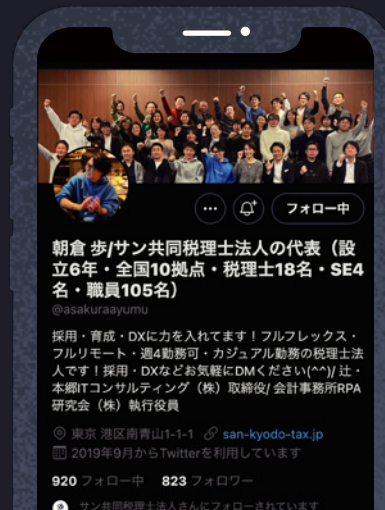 フォロー中
朝倉 歩/サン共同税理士法人の代表（設
立6年・全国10拠点・税理士18名・SE4
名・職員105名）
@asakuraayumu
採用・育成・DXに力を入れてます！フルフレックス・
フルリモート・週4勤務可・カジュアル勤務の税理士法
人です！採用・DXなどお気軽にDMください(^^)/ 辻・
本郷ITコンサルティング（株）取締役/ 会計事務所RPA
研究会（株）執行役員
東京 港区南青山1-1-1 san-kyodo-tax.jp
2019年9月からTwitterを利用しています
920 フォロー中 823 フォロワー
サン共同税理士法人さんにフォローされています